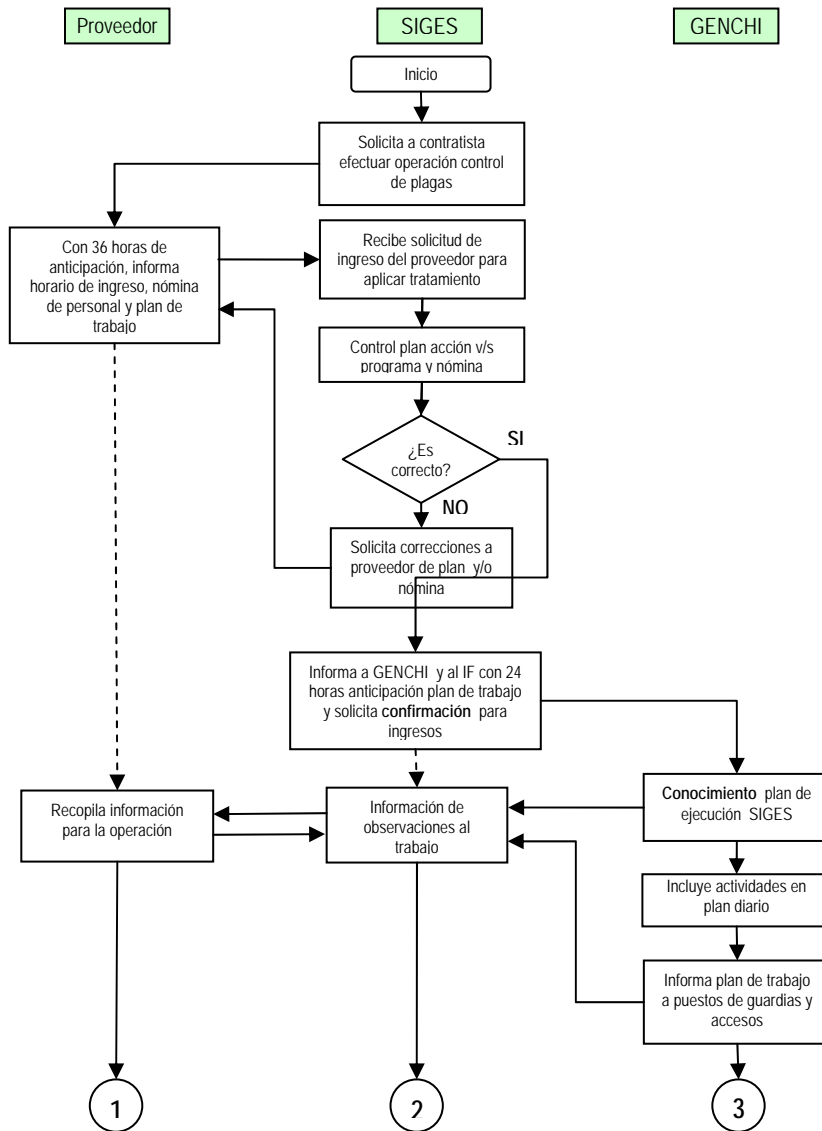 Proveedor
SIGES
GENCHI
Inicio
Solicita a contratista
efectuar operación control
de plagas
Con 36 horas de
anticipación, informa
horario de ingreso, nómina
de personal y plan de
trabajo
Recibe solicitud de
ingreso del proveedor para
aplicar tratamiento
Control plan acción v/s
programa y nómina
¿Es
correcto?
SI
NO
Solicita correcciones a
proveedor de plan y/o
nómina
Informa a GENCHI y al IF con 24
horas anticipación plan de trabajo
y solicita confirmación para
ingresos
Recopila información
para la operación
Información de
observaciones al
trabajo
Conocimiento plan de
ejecución SIGES
Incluye actividades en
plan diario
Informa plan de trabajo
a puestos de guardias y
accesos
1
2
3